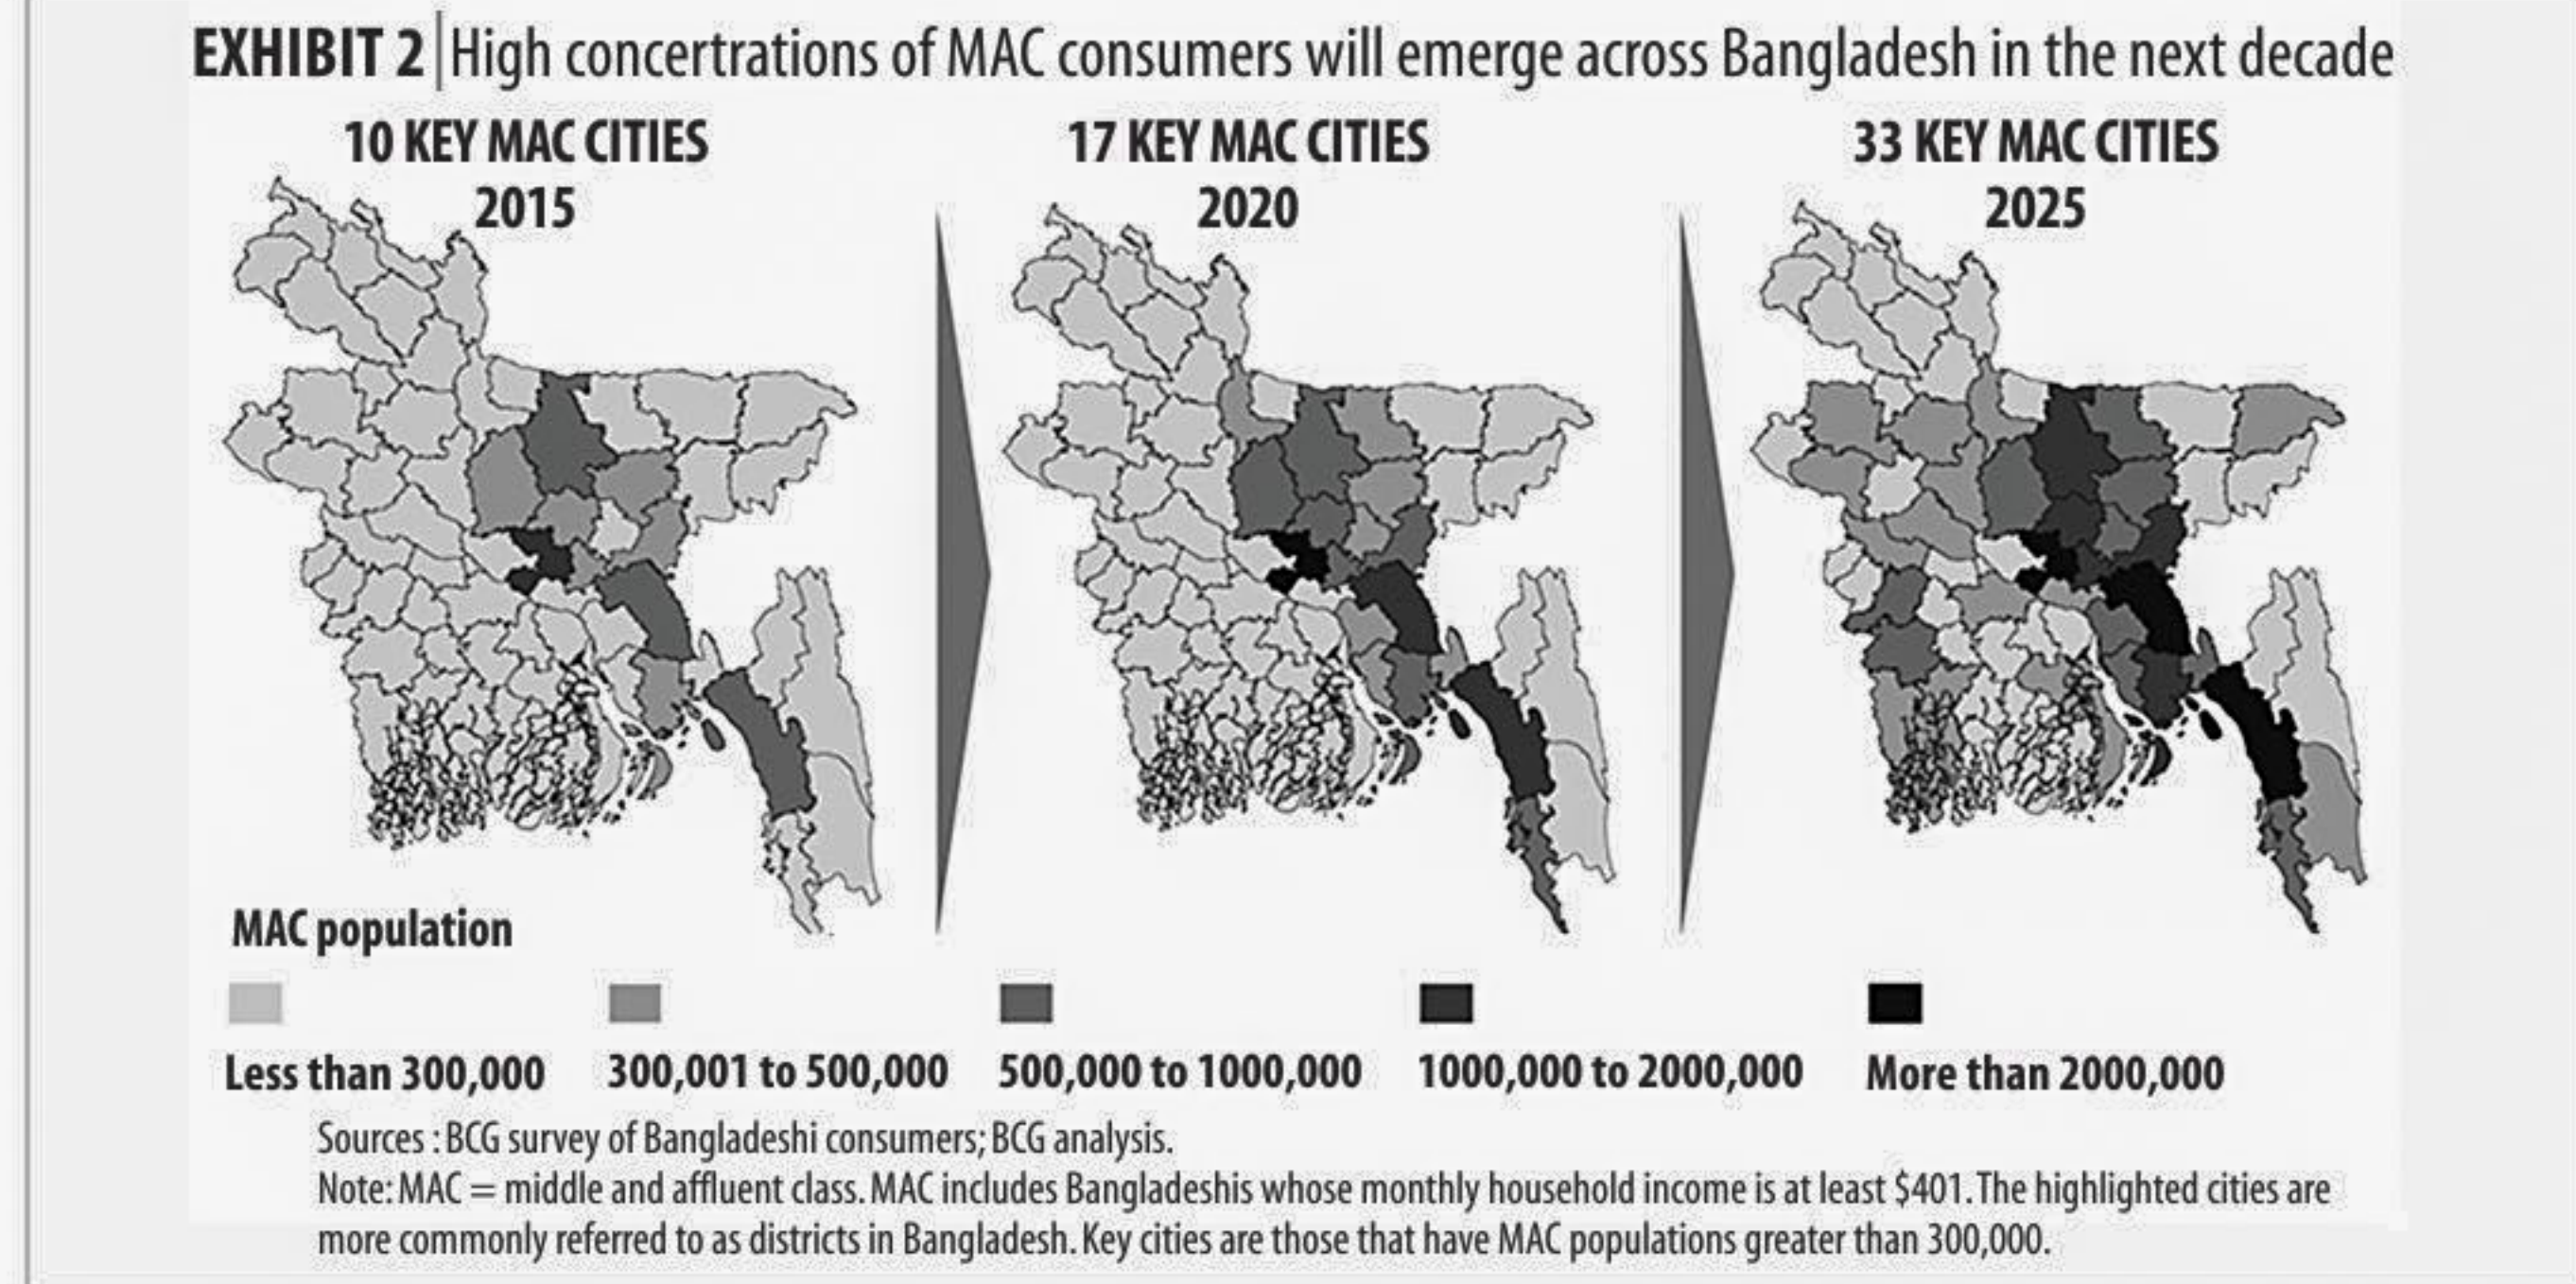 EXHIBIT 2 | High concertrations of MAC consumers will emerge across Bangladesh in the next decade
10 KEY MAC CITIES
2015
17 KEY MAC CITIES
2020
33 KEY MAC CITIES
2025
MAC population
Less than 300,000
300,001 to 500,000
500,000 to 1000,000
1000,000 to 2000,000
More than 2000,000
Sources : BCG survey of Bangladeshi consumers; BCG analysis.
Note: MAC = middle and affluent class. MAC includes Bangladeshis whose monthly household income is at least $401. The highlighted cities are
more commonly referred to as districts in Bangladesh. Key cities are those that have MAC populations greater than 300,000.